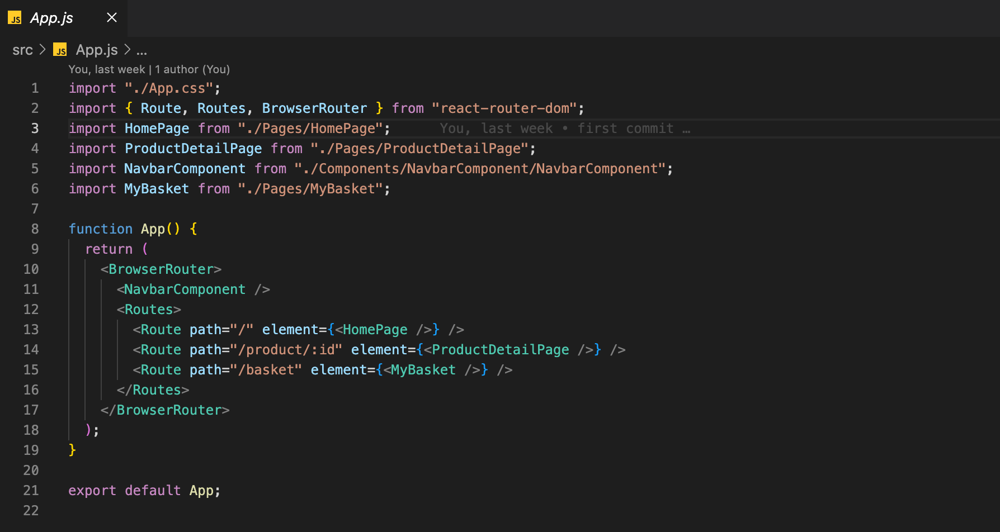 JS App.js
src > JS App.js > ...
You, last week | 1 author (You)
1 import "./App.css";
2 import { Route, Routes, BrowserRouter } from "react-router-dom";
3 import HomePage from "./Pages/HomePage"; You, last week • first commit …
4 import ProductDetailPage from "./Pages/ProductDetailPage";
5 import NavbarComponent from "./Components/NavbarComponent/NavbarComponent";
6 import MyBasket from "./Pages/MyBasket";
7
8 function App() {
9   return (
10     <BrowserRouter>
11       <NavbarComponent />
12       <Routes>
13         <Route path="/" element={<HomePage />} />
14         <Route path="/product/:id" element={<ProductDetailPage />} />
15         <Route path="/basket" element={<MyBasket />} />
16       </Routes>
17     </BrowserRouter>
18   );
19 }
20
21 export default App;
22